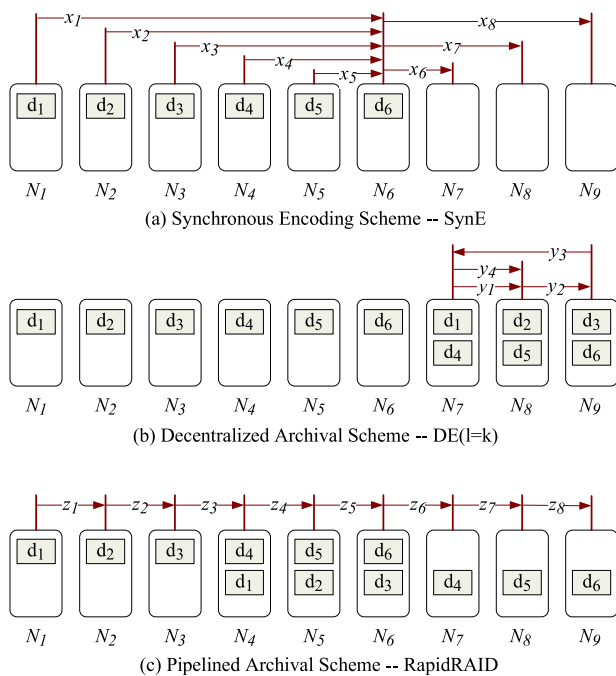 x1 x8
x2
x3 x7
x4
x5 x6
d1 d2 d3 d4 d5 d6
N1 N2 N3 N4 N5 N6 N7 N8 N9
(a) Synchronous Encoding Scheme -- SynE
y3
y4
y1 y2
d1 d2 d3 d4 d5 d6 d1 d2 d3
d4 d5 d6
N1 N2 N3 N4 N5 N6 N7 N8 N9
(b) Decentralized Archival Scheme -- DE(l=k)
z1 z2 z3 z4 z5 z6 z7 z8
d1 d2 d3 d4 d5 d6
d1 d2 d3 d4 d5 d6
N1 N2 N3 N4 N5 N6 N7 N8 N9
(c) Pipelined Archival Scheme -- RapidRAID